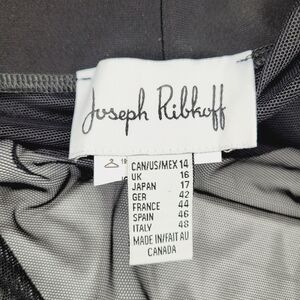 Joseph Ribkoff
18
CAN/US/MEX 14
UK 16
JAPAN 17
GER 42
FRANCE 44
SPAIN 46
ITALY 48
MADE IN/FAIT AU
CANADA